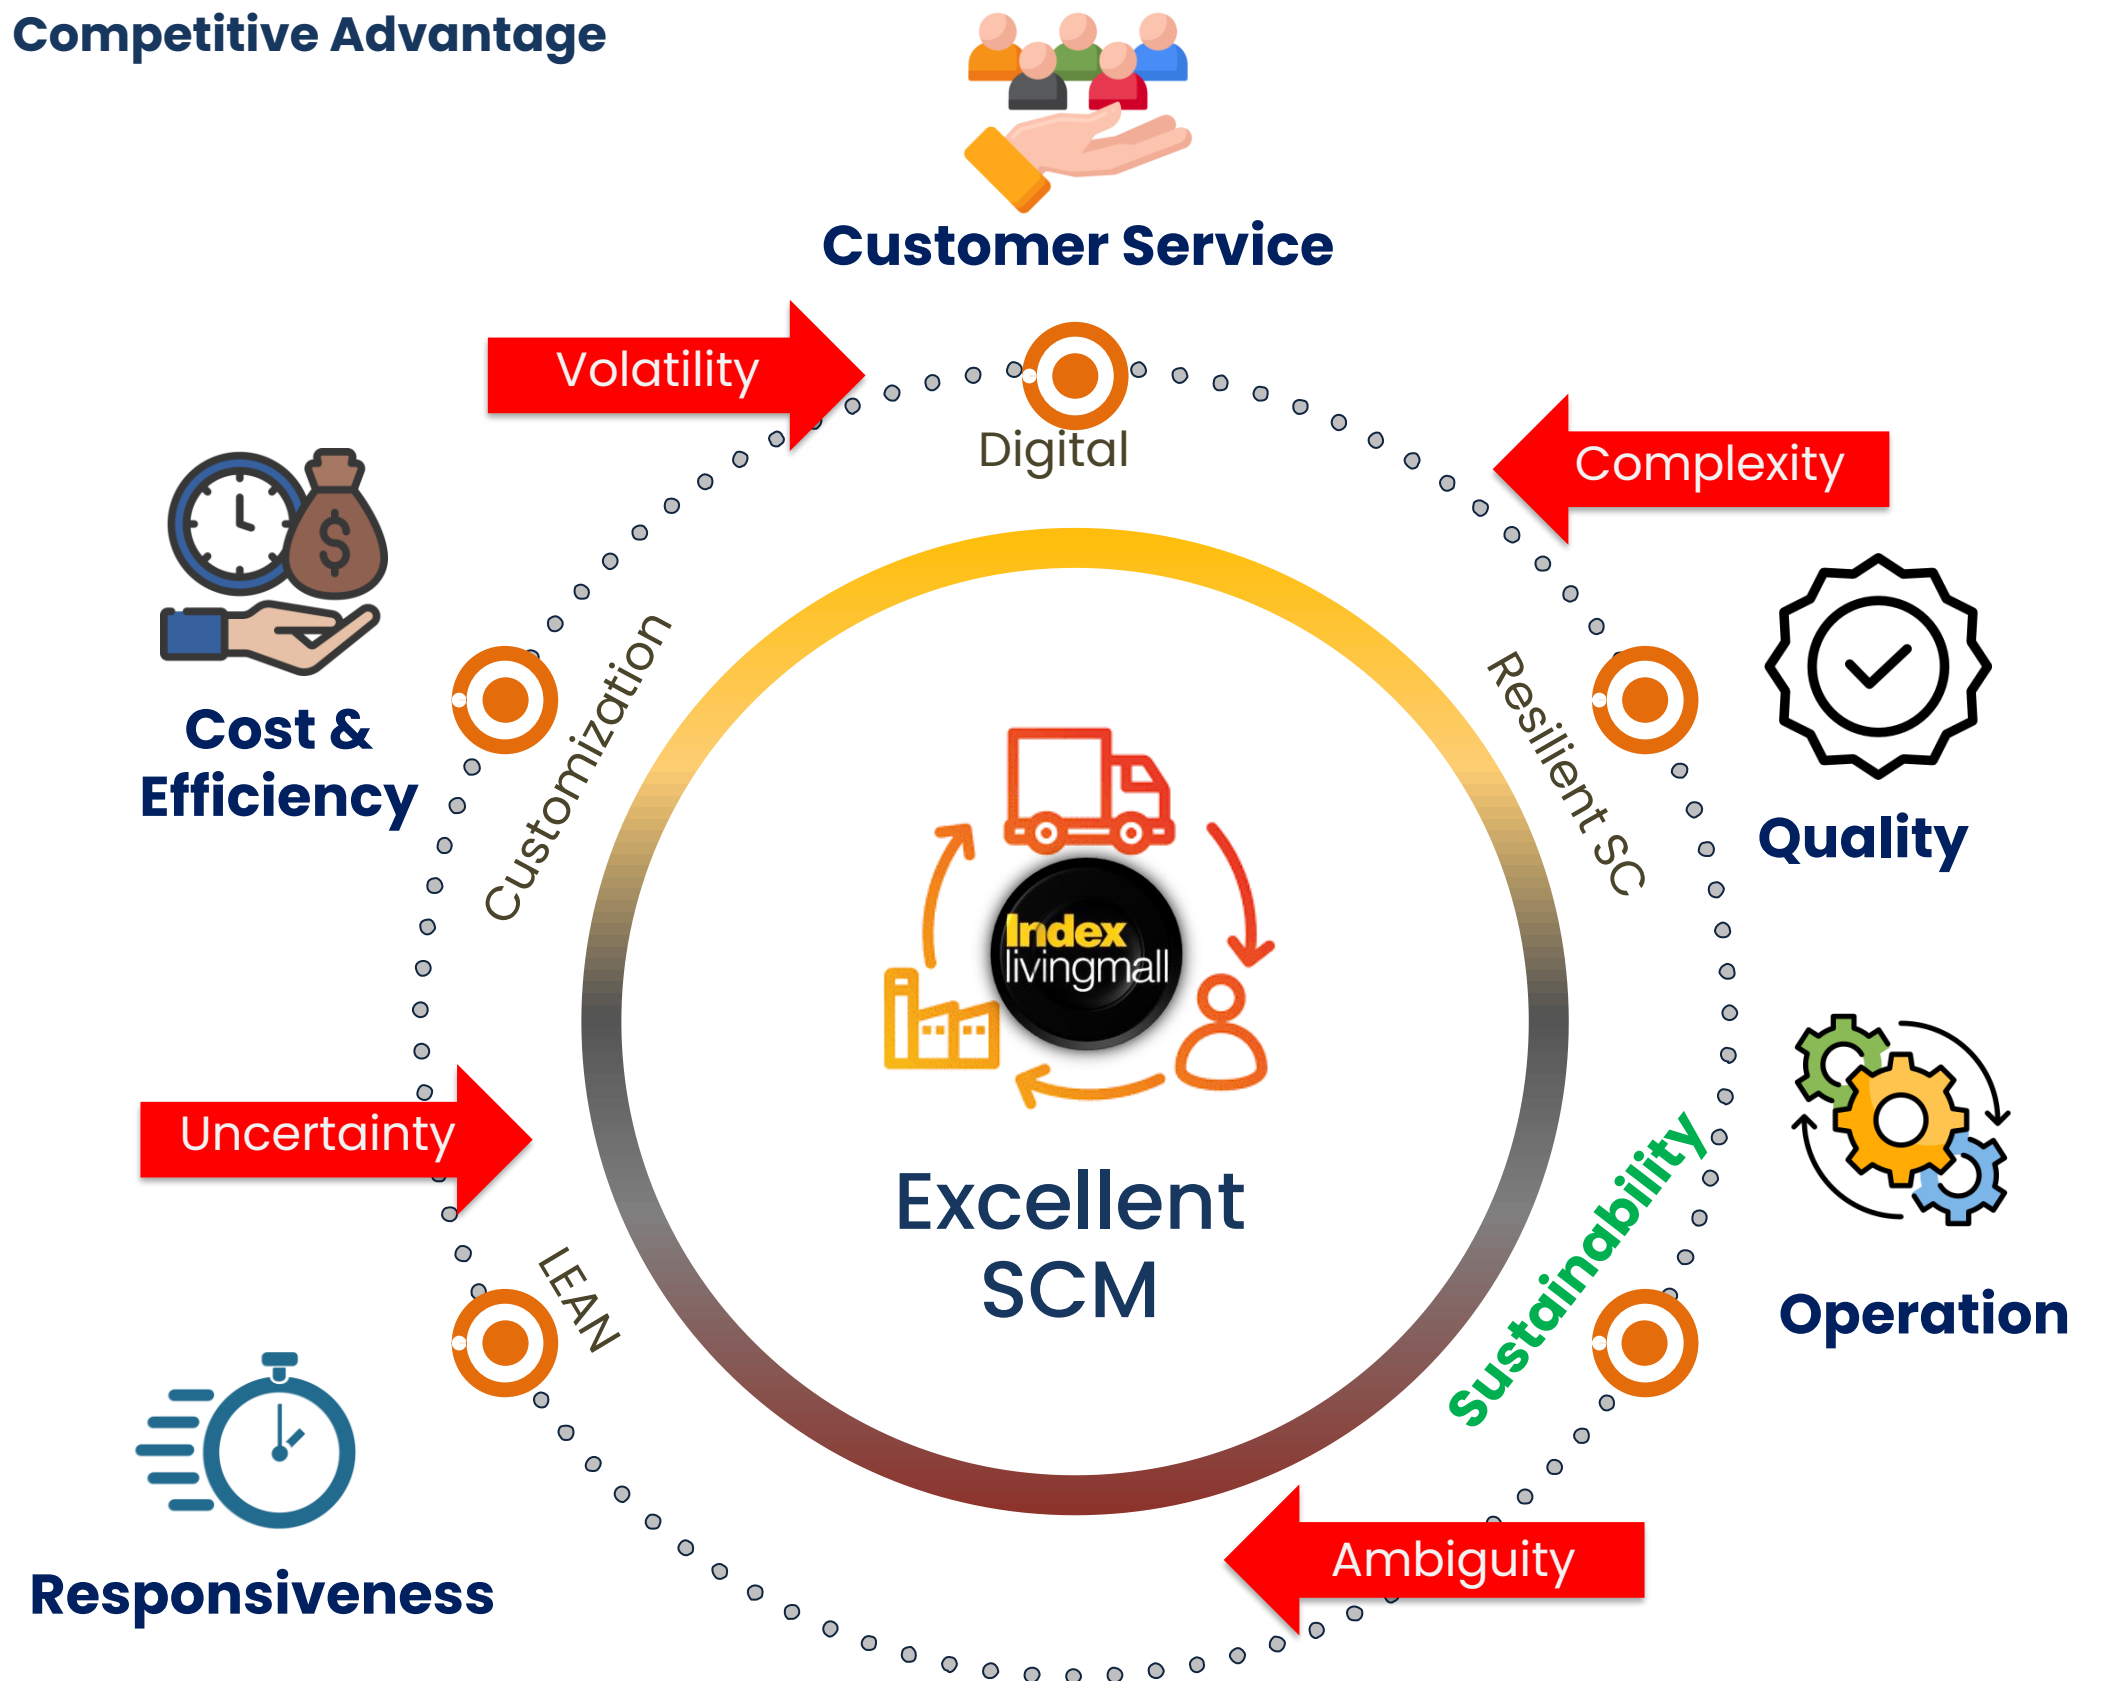 Competitive Advantage
Customer Service
Volatility
Digital
Complexity
Cost &
Efficiency
Customization
Resilient SC
Quality
Index
livingmall
Uncertainty
Excellent
SCM
Sustainability
Operation
LEAN
Responsiveness
Ambiguity